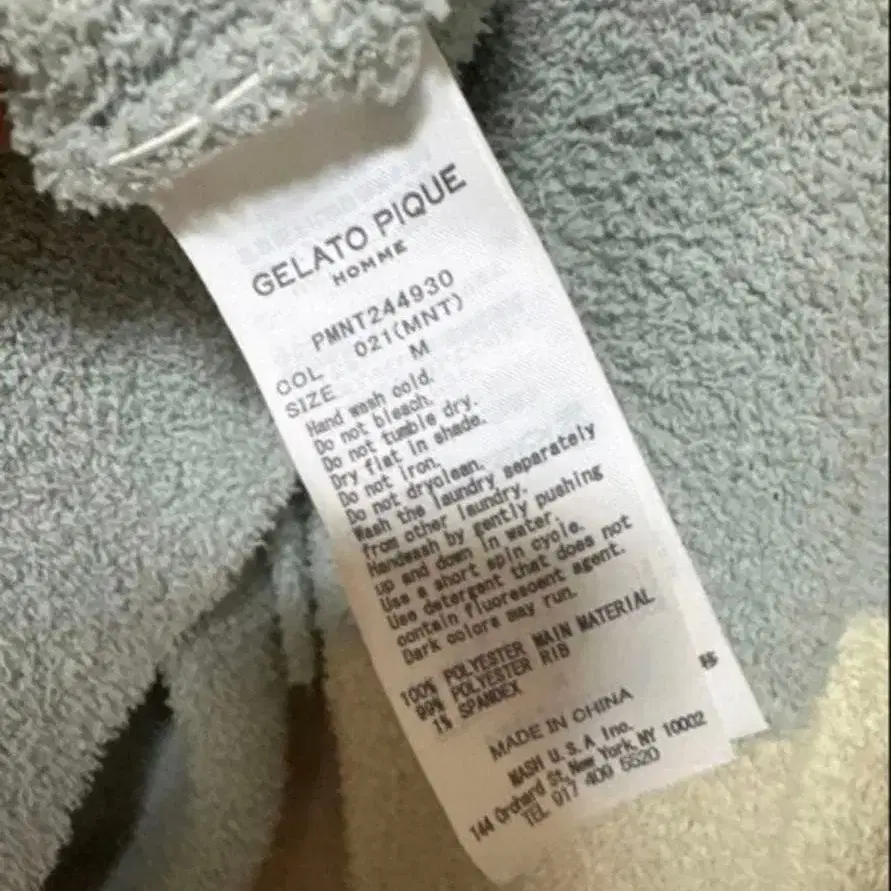 GELATO PIQUE
HOMME
PMNT244930
COL 021(MNT)
SIZE M
Hand wash cold.
Do not bleach.
Do not tumble dry.
Dry flat in shade.
Do not iron.
Do not dryclean.
Wash the laundry separately
from other laundry.
Handwash by gently pushing
up and down in water.
Use a short spin cycle.
Use detergent that does not
contain fluorescent agent.
Dark colors may run.
100% POLYESTER MAIN MATERIAL
99% POLYESTER RIB
1% SPANDEX
MADE IN CHINA
MASH U.S.A Inc.
144 Orchard St, New York, NY 10002
TEL 917 409 5520